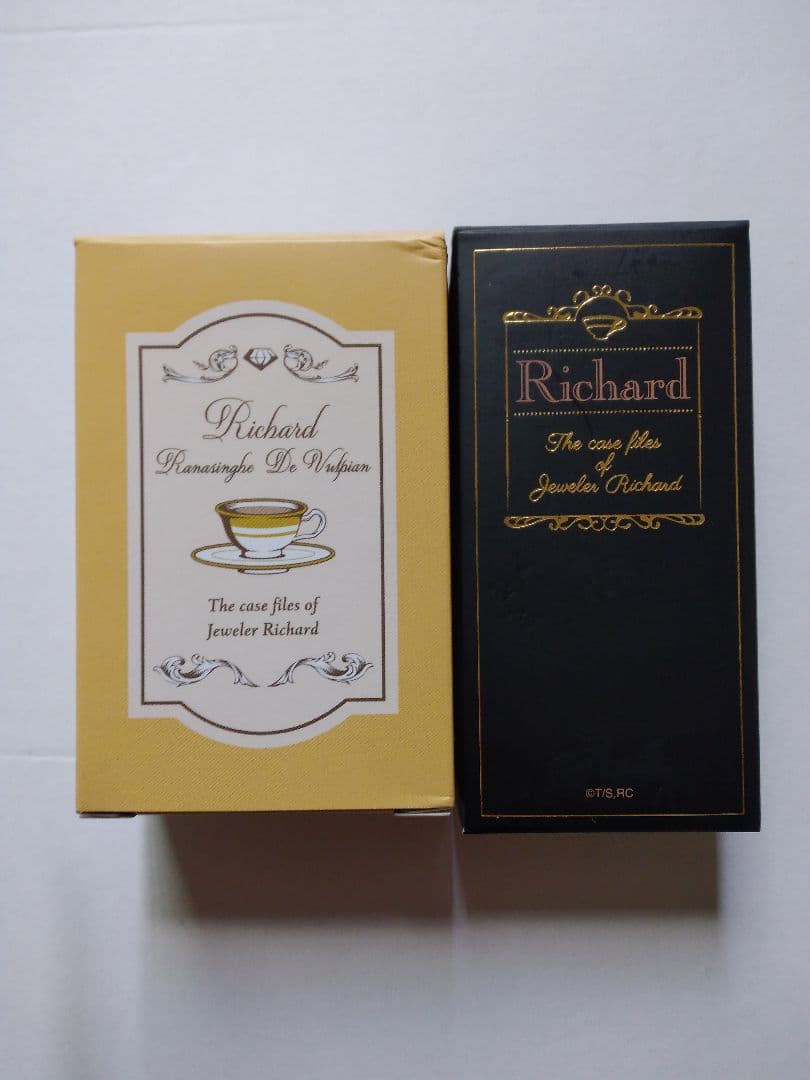 Richard
Ranasinghe De Vulpian
The case files of
Jeweler Richard
Richard
The case files
of
Jeweler Richard
©T/S,RC